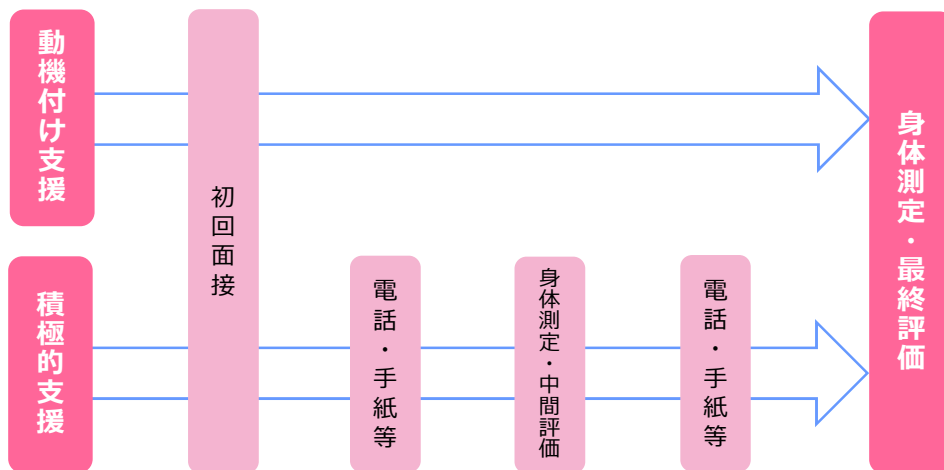 動機付け支援
積極的支援
初回面接
電話・手紙等
身体測定・中間評価
電話・手紙等
身体測定・最終評価